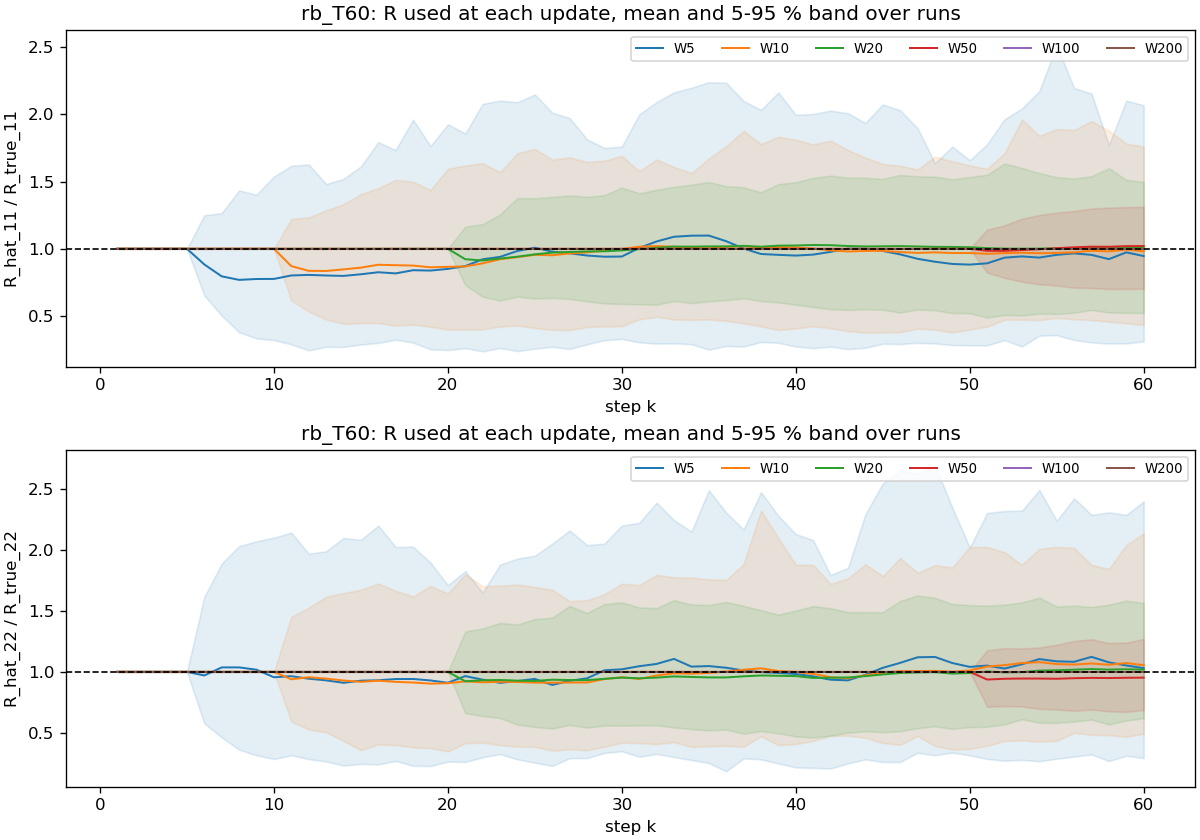 rb_T60: R used at each update, mean and 5-95 % band over runs
W5 W10 W20 W50 W100 W200
R_hat_11 / R_true_11
2.5
2.0
1.5
1.0
0.5
0 10 20 30 40 50 60
step k
rb_T60: R used at each update, mean and 5-95 % band over runs
W5 W10 W20 W50 W100 W200
R_hat_22 / R_true_22
2.5
2.0
1.5
1.0
0.5
0 10 20 30 40 50 60
step k